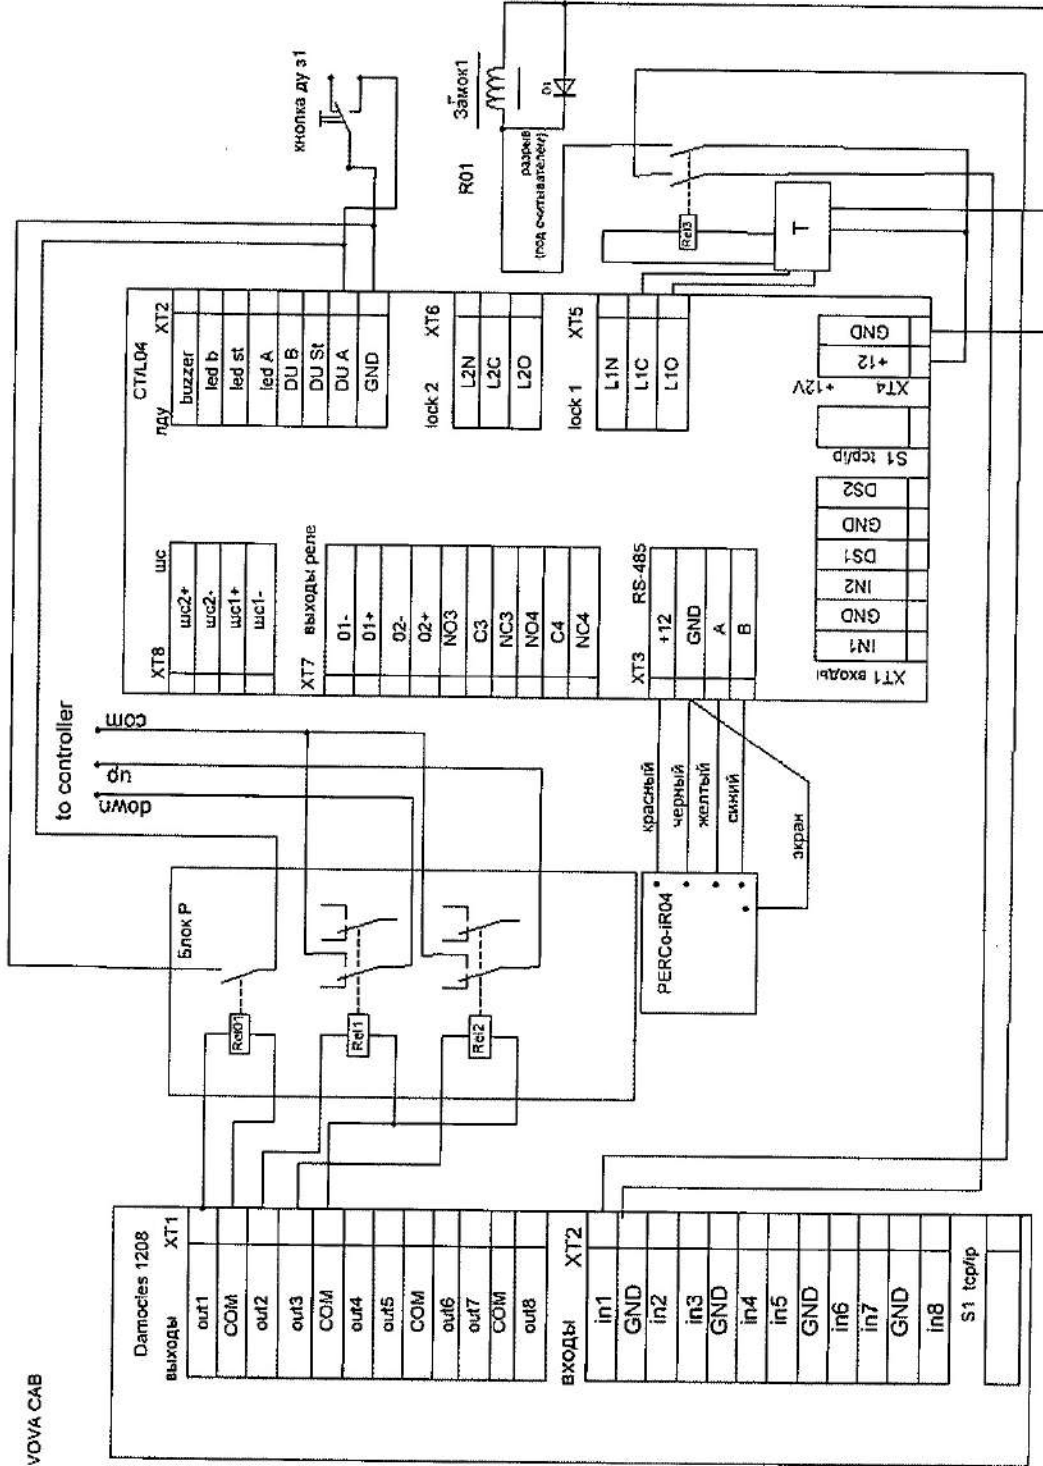 VOVA CAB
Damocles 1208
выходы XT1
out1
COM
out2
out3
COM
out4
out5
COM
out6
out7
COM
out8
входы XT2
in1
GND
in2
in3
GND
in4
in5
GND
in6
in7
GND
in8
S1 tcp/ip
Блок Р
Rel01
Rel1
Rel2
to controller
down
up
com
PERCo-iR04
красный
черный
желтый
синий
экран
CT/L04
XT8 шс
шс2+
шс2-
шс1+
шс1-
XT7 выходы реле
01-
01+
02-
02+
NO3
C3
NC3
NO4
C4
NC4
XT3 RS-485
+12
GND
A
B
XT1 входы
IN1
GND
IN2
DS1
GND
DS2
S1 tcp/ip
XT4 +12V
+12
GND
пду XT2
buzzer
led b
led st
led A
DU B
DU St
DU A
GND
lock 2 XT6
L2N
L2C
L2O
lock 1 XT5
L1N
L1C
L1O
кнопка ду з1
Замок1
D1
R01
разрыв
(под считывателем)
Rel3
T